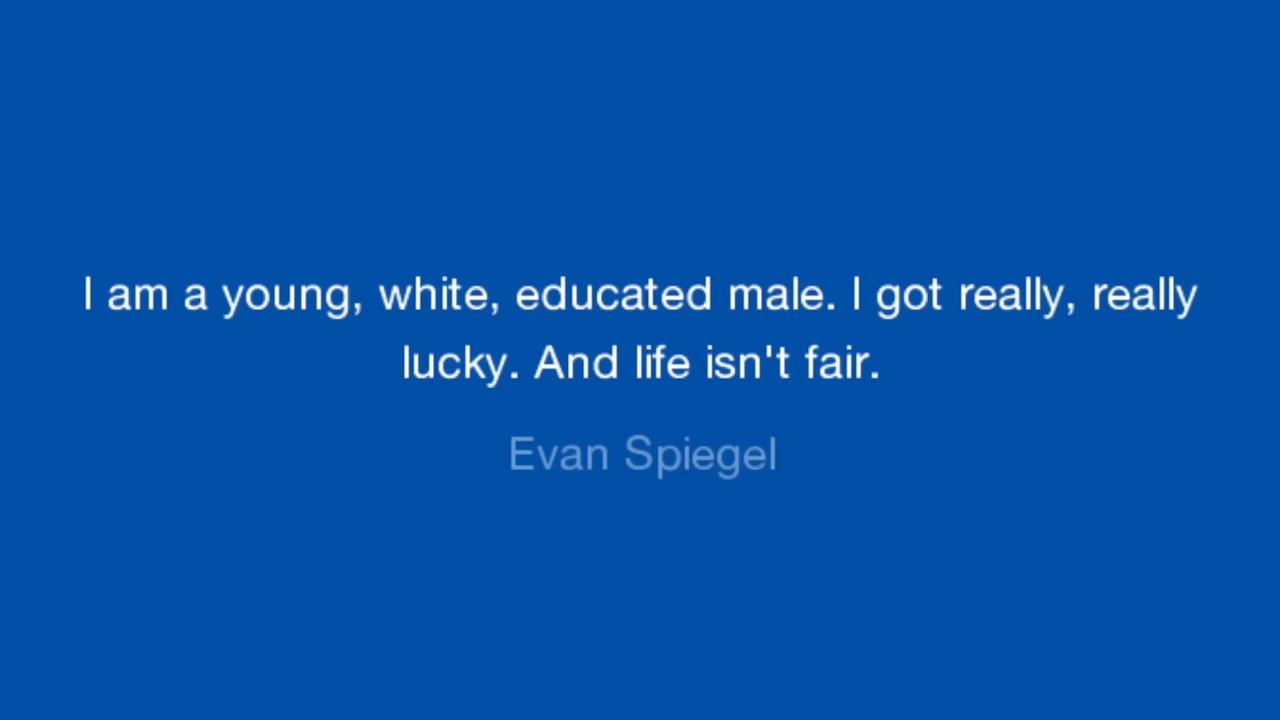 I am a young, white, educated male. I got really, really
lucky. And life isn't fair.
Evan Spiegel